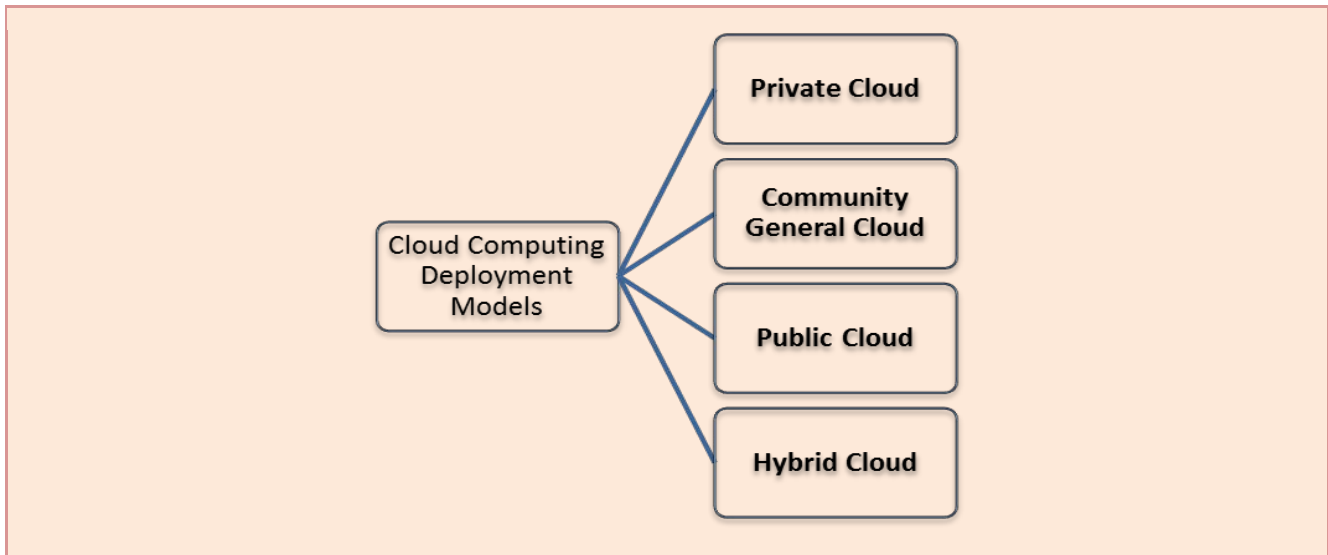 Private Cloud
Community
General Cloud
Cloud Computing
Deployment
Models
Public Cloud
Hybrid Cloud